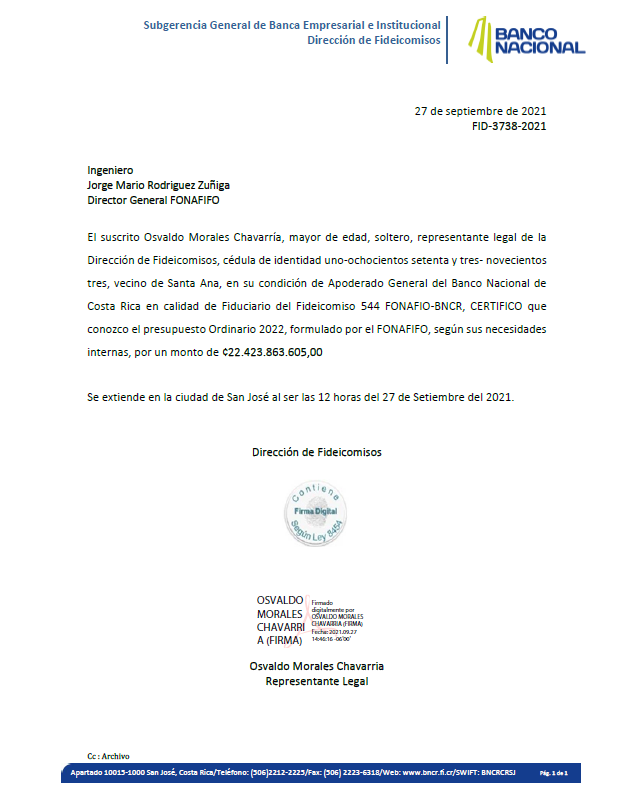 Subgerencia General de Banca Empresarial e Institucional
Dirección de Fideicomisos
BANCO
NACIONAL
27 de septiembre de 2021
FID-3738-2021
Ingeniero
Jorge Mario Rodriguez Zuñiga
Director General FONAFIFO
El suscrito Osvaldo Morales Chavarría, mayor de edad, soltero, representante legal de la
Dirección de Fideicomisos, cédula de identidad uno-ochocientos setenta y tres- novecientos
tres, vecino de Santa Ana, en su condición de Apoderado General del Banco Nacional de
Costa Rica en calidad de Fiduciario del Fideicomiso 544 FONAFIO-BNCR, CERTIFICO que
conozco el presupuesto Ordinario 2022, formulado por el FONAFIFO, según sus necesidades
internas, por un monto de ¢22.423.863.605,00
Se extiende en la ciudad de San José al ser las 12 horas del 27 de Setiembre del 2021.
Dirección de Fideicomisos
Contiene
Firma Digital
Según Ley 8454
OSVALDO
MORALES
CHAVARRI
A (FIRMA)
Firmado
digitalmente por
OSVALDO MORALES
CHAVARRIA (FIRMA)
Fecha: 2021.09.27
14:46:16 -06'00'
Osvaldo Morales Chavarria
Representante Legal
Cc : Archivo
Apartado 10015-1000 San José, Costa Rica/Teléfono: (506)2212-2225/Fax: (506) 2223-6318/Web: www.bncr.fi.cr/SWIFT: BNCRCRSJ
Pág. 1 de 1